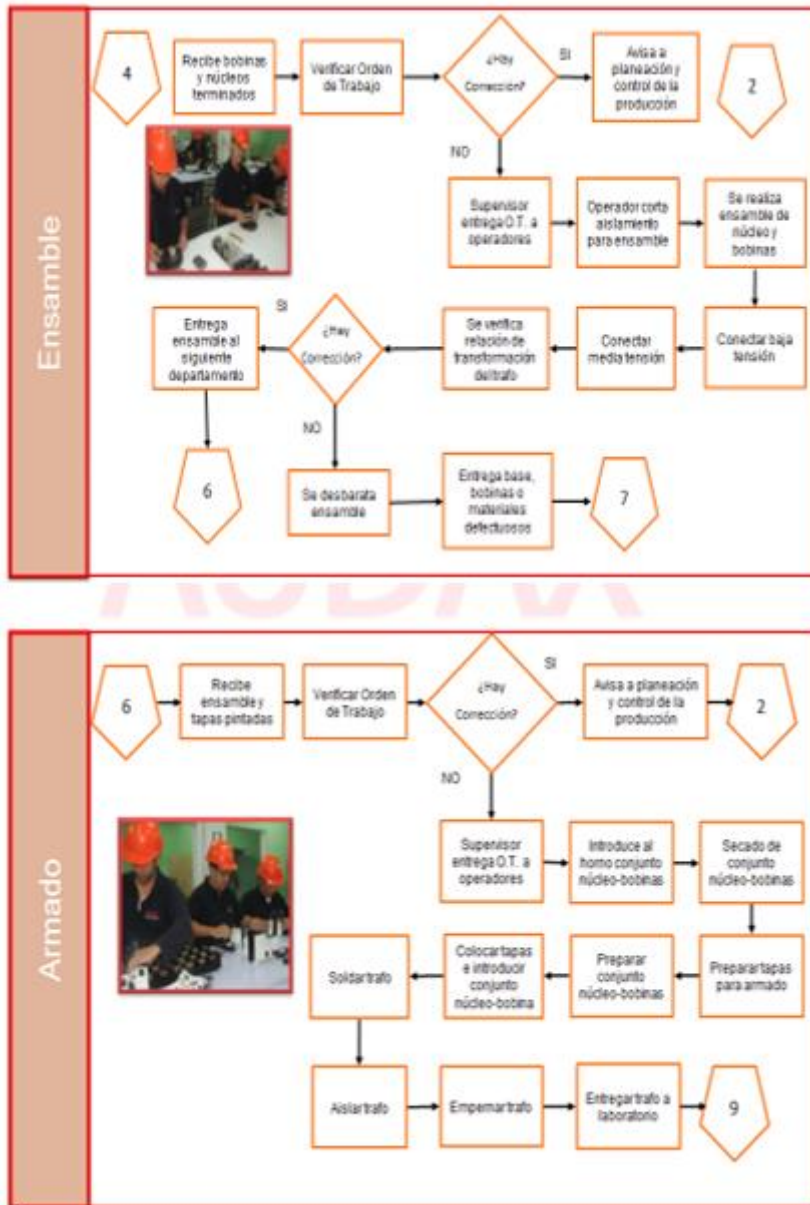 Ensamble
4
Recibe bobinas
y núcleos
terminados
Verificar Orden
de Trabajo
¿Hay
Corrección?
SI
Avisa a
planeación y
control de la
producción
2
NO
Supervisor
entrega O.T. a
operadores
Operador corta
aislamiento
para ensamble
Se realiza
ensamble de
núcleo y
bobinas
Conectar baja
tensión
Conectar
media tensión
Se verifica
relación de
transformación
del trafo
¿Hay
Corrección?
SI
Entrega
ensamble al
siguiente
departamento
6
NO
Se desbarata
ensamble
Entrega base,
bobinas o
materiales
defectuosos
7
Armado
6
Recibe
ensamble y
tapas pintadas
Verificar Orden
de Trabajo
¿Hay
Corrección?
SI
Avisa a planeación
y control de la
producción
2
NO
Supervisor
entrega O.T. a
operadores
Introduce al
horno conjunto
núcleo-bobinas
Secado de
conjunto
núcleo-bobinas
Preparar tapas
para armado
Preparar
conjunto
núcleo-bobinas
Colocar tapas
e introducir
conjunto
núcleo-bobina
Soldar trafo
Aislar trafo
Empernar trafo
Entregar trafo a
laboratorio
9